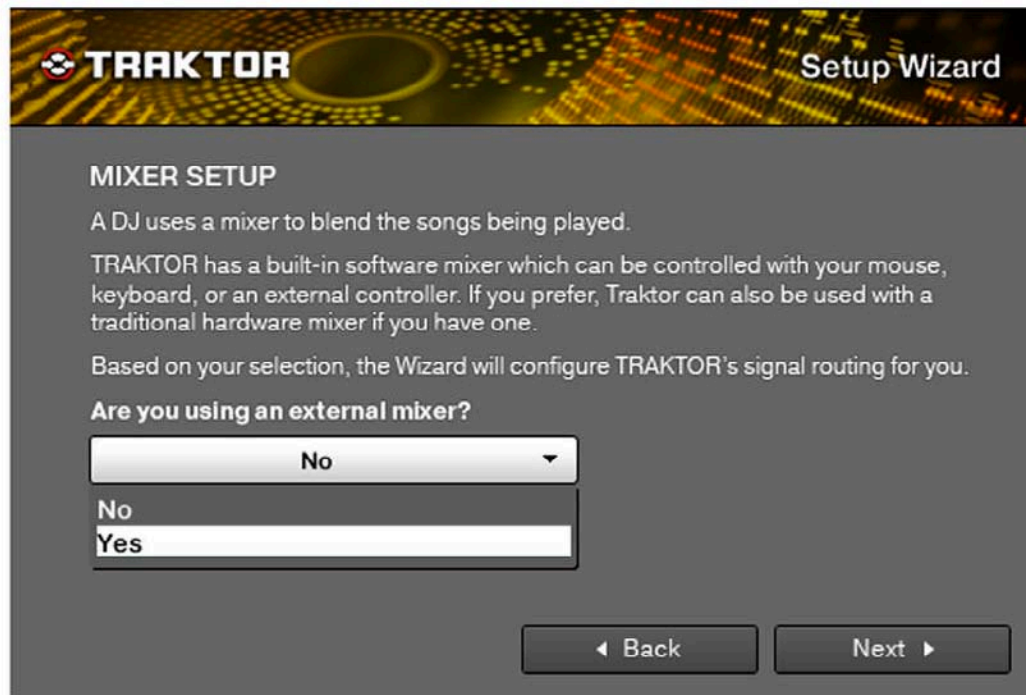 TRAKTOR
Setup Wizard
MIXER SETUP
A DJ uses a mixer to blend the songs being played.
TRAKTOR has a built-in software mixer which can be controlled with your mouse,
keyboard, or an external controller. If you prefer, Traktor can also be used with a
traditional hardware mixer if you have one.
Based on your selection, the Wizard will configure TRAKTOR's signal routing for you.
Are you using an external mixer?
No
No
Yes
Back
Next